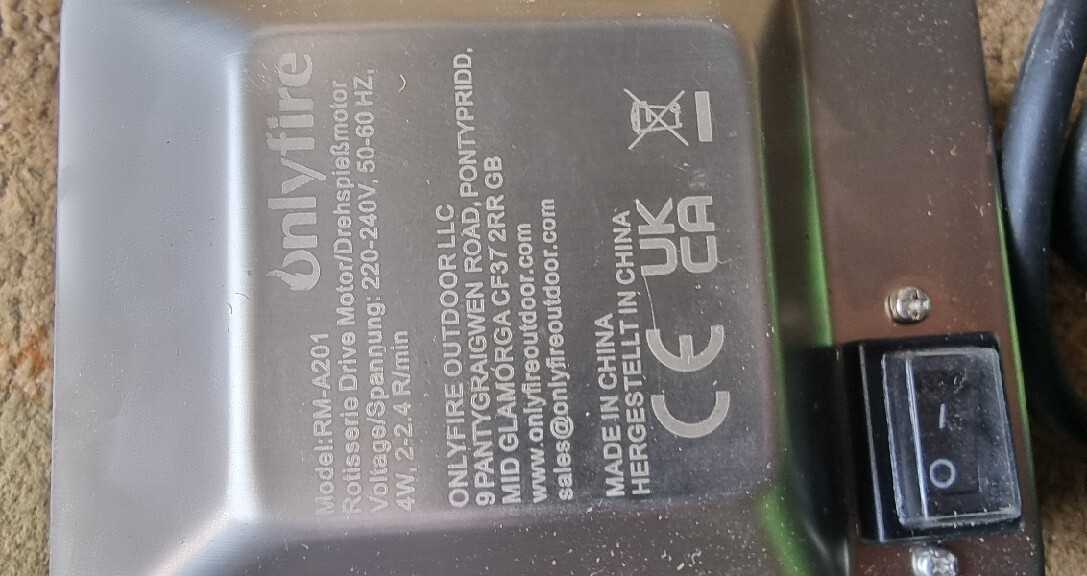 onlyfire
Model:RM-A201
Rotisserie Drive Motor/Drehspießmotor
Voltage/Spannung: 220-240V, 50-60 HZ,
4W, 2-2.4 R/min
ONLYFIRE OUTDOOR LLC
9 PANTYGRAIGWEN ROAD, PONTYPRIDD,
MID GLAMORGA CF37 2RR GB
www.onlyfireoutdoor.com
sales@onlyfireoutdoor.com
MADE IN CHINA
HERGESTELLT IN CHINA
CE UK
CA
O I